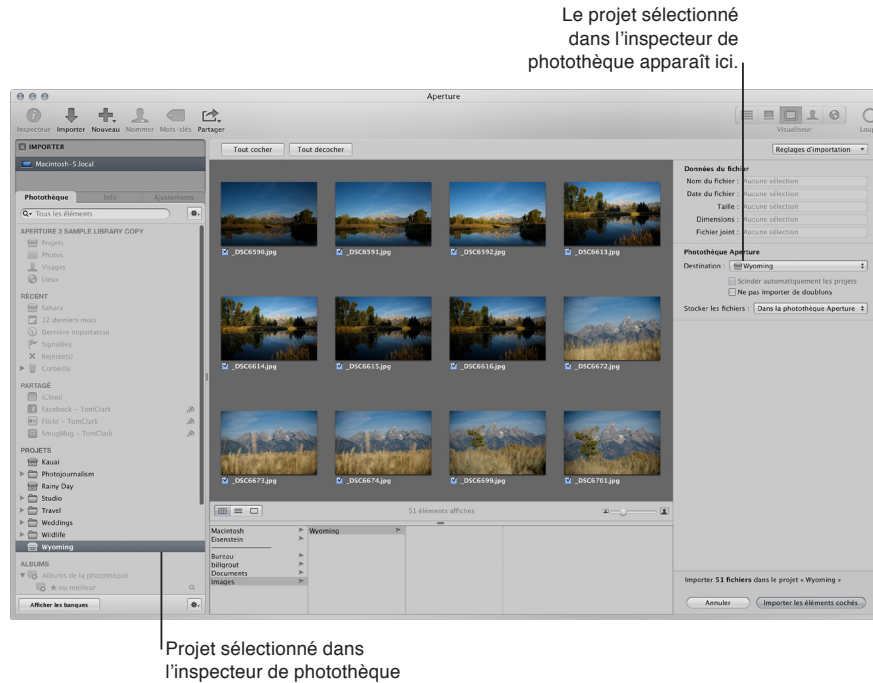 Le projet sélectionné
dans l'inspecteur de
photothèque apparaît ici.
Aperture
Inspecteur Importer Nouveau Nommer Mots-clés Partager
Visualiseur Loup
IMPORTER
Tout cocher Tout décocher
Réglages d'importation
Macintosh-5.local
Photothèque Info Ajustements
Tous les éléments
APERTURE 3 SAMPLE LIBRARY COPY
Projets
Photos
Visages
Lieux
RÉCENT
Sahara
12 derniers mois
Dernière importation
Signalées
Rejetée(s)
Corbeille
PARTAGÉ
iCloud
Facebook – TomClark
Flickr – TomClark
SmugMug – TomClark
PROJETS
Kauai
Photojournalism
Rainy Day
Studio
Travel
Weddings
Wildlife
Wyoming
ALBUMS
Albums de la photothèque
★ ou meilleur
Afficher les banques
_DSC6590.jpg _DSC6591.jpg _DSC6592.jpg _DSC6613.jpg
_DSC6614.jpg _DSC6615.jpg _DSC6616.jpg _DSC6672.jpg
_DSC6673.jpg _DSC6674.jpg _DSC6699.jpg _DSC6701.jpg
51 éléments affichés
Macintosh
Eisenstein
Bureau
billgrout
Documents
Images
Wyoming
Données du fichier
Nom du fichier : Aucune sélection
Date du fichier : Aucune sélection
Taille : Aucune sélection
Dimensions : Aucune sélection
Fichier joint : Aucune sélection
Photothèque Aperture
Destination : Wyoming
Scinder automatiquement les projets
Ne pas importer de doublons
Stocker les fichiers : Dans la photothèque Aperture
Importer 51 fichiers dans le projet « Wyoming »
Annuler Importer les éléments cochés
Projet sélectionné dans
l'inspecteur de photothèque